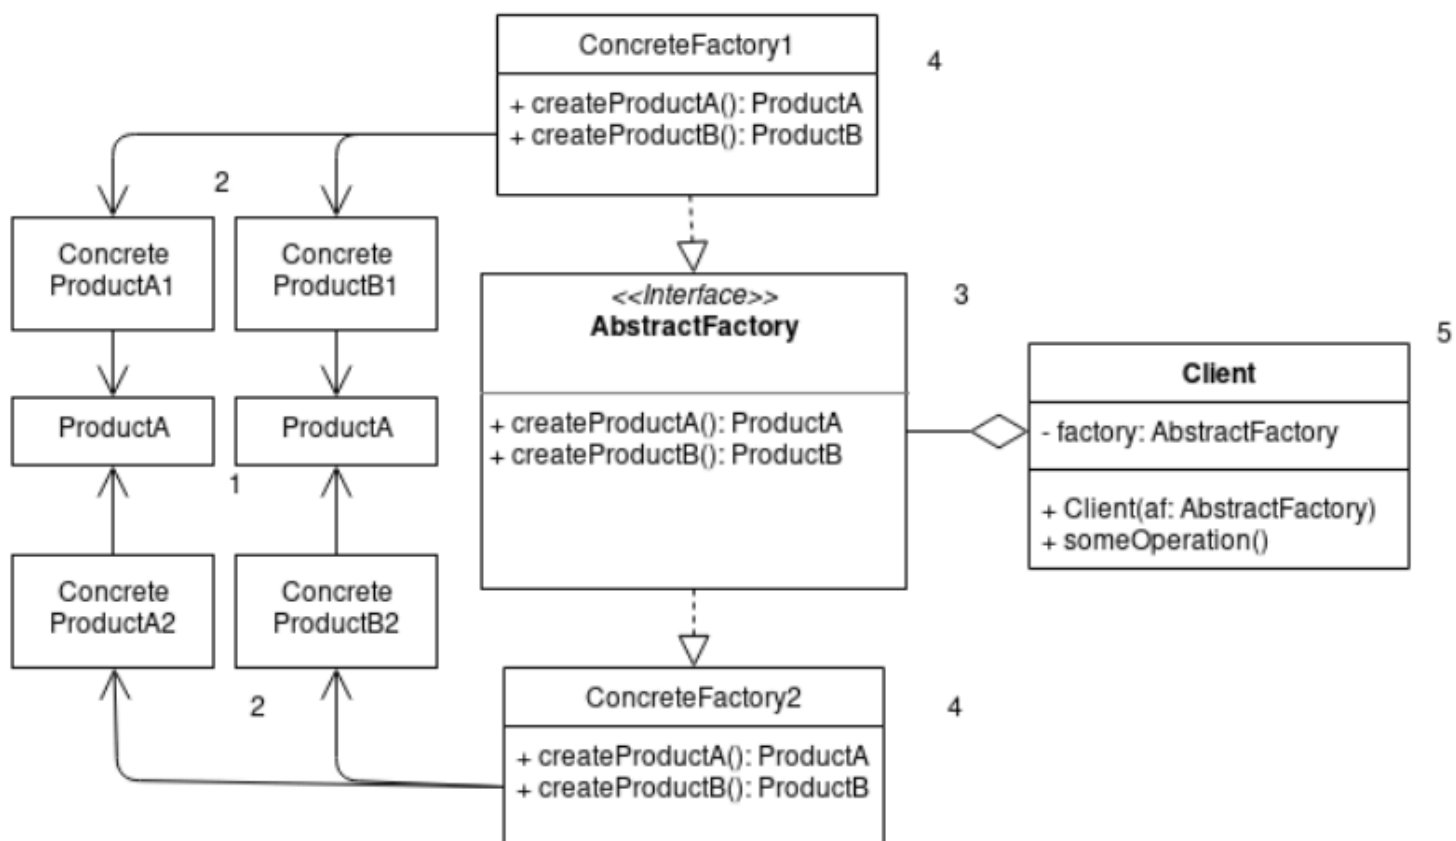 ConcreteFactory1
4
+ createProductA(): ProductA
+ createProductB(): ProductB
2
Concrete
ProductA1
Concrete
ProductB1
<<Interface>>
AbstractFactory
3
+ createProductA(): ProductA
+ createProductB(): ProductB
5
Client
- factory: AbstractFactory
+ Client(af: AbstractFactory)
+ someOperation()
ProductA
ProductA
1
Concrete
ProductA2
Concrete
ProductB2
2
ConcreteFactory2
4
+ createProductA(): ProductA
+ createProductB(): ProductB